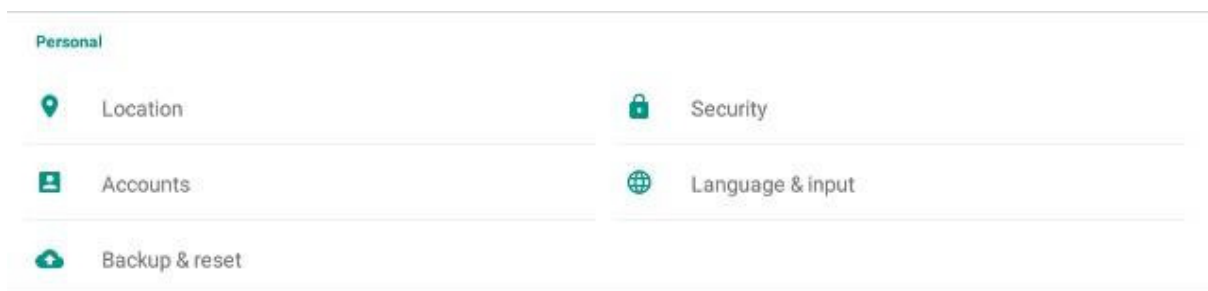 Personal
Location
Security
Accounts
Language & input
Backup & reset